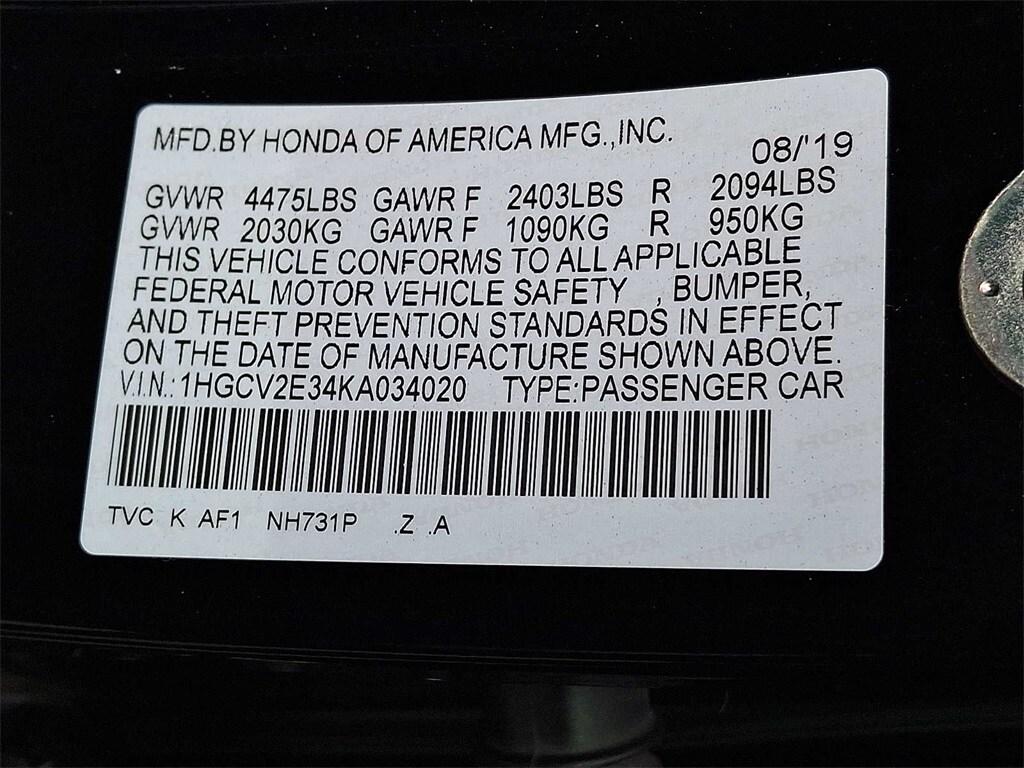 MFD.BY HONDA OF AMERICA MFG.,INC.
08/'19
GVWR 4475LBS GAWR F 2403LBS R 2094LBS
GVWR 2030KG GAWR F 1090KG R 950KG
THIS VEHICLE CONFORMS TO ALL APPLICABLE
FEDERAL MOTOR VEHICLE SAFETY , BUMPER,
AND THEFT PREVENTION STANDARDS IN EFFECT
ON THE DATE OF MANUFACTURE SHOWN ABOVE.
V.I.N.: 1HGCV2E34KA034020 TYPE:PASSENGER CAR
TVC K AF1 NH731P .Z .A